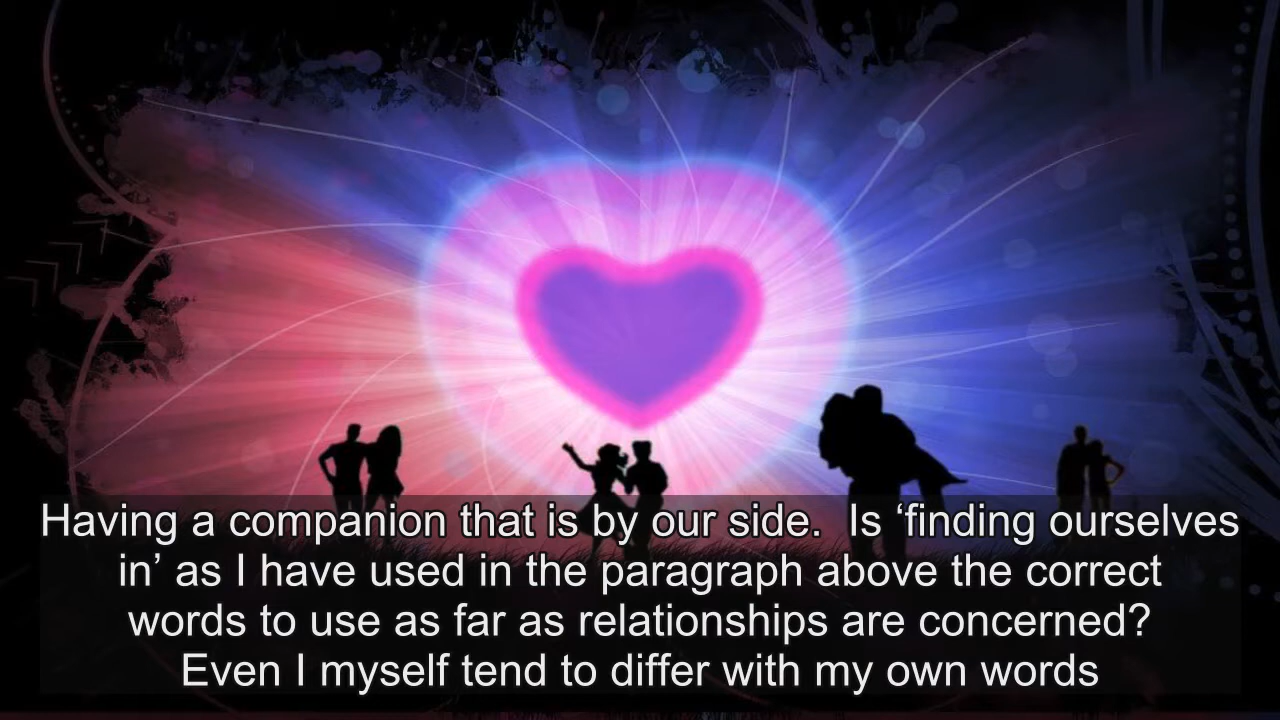 Having a companion that is by our side.  Is ‘finding ourselves
in’ as I have used in the paragraph above the correct
words to use as far as relationships are concerned?
Even I myself tend to differ with my own words